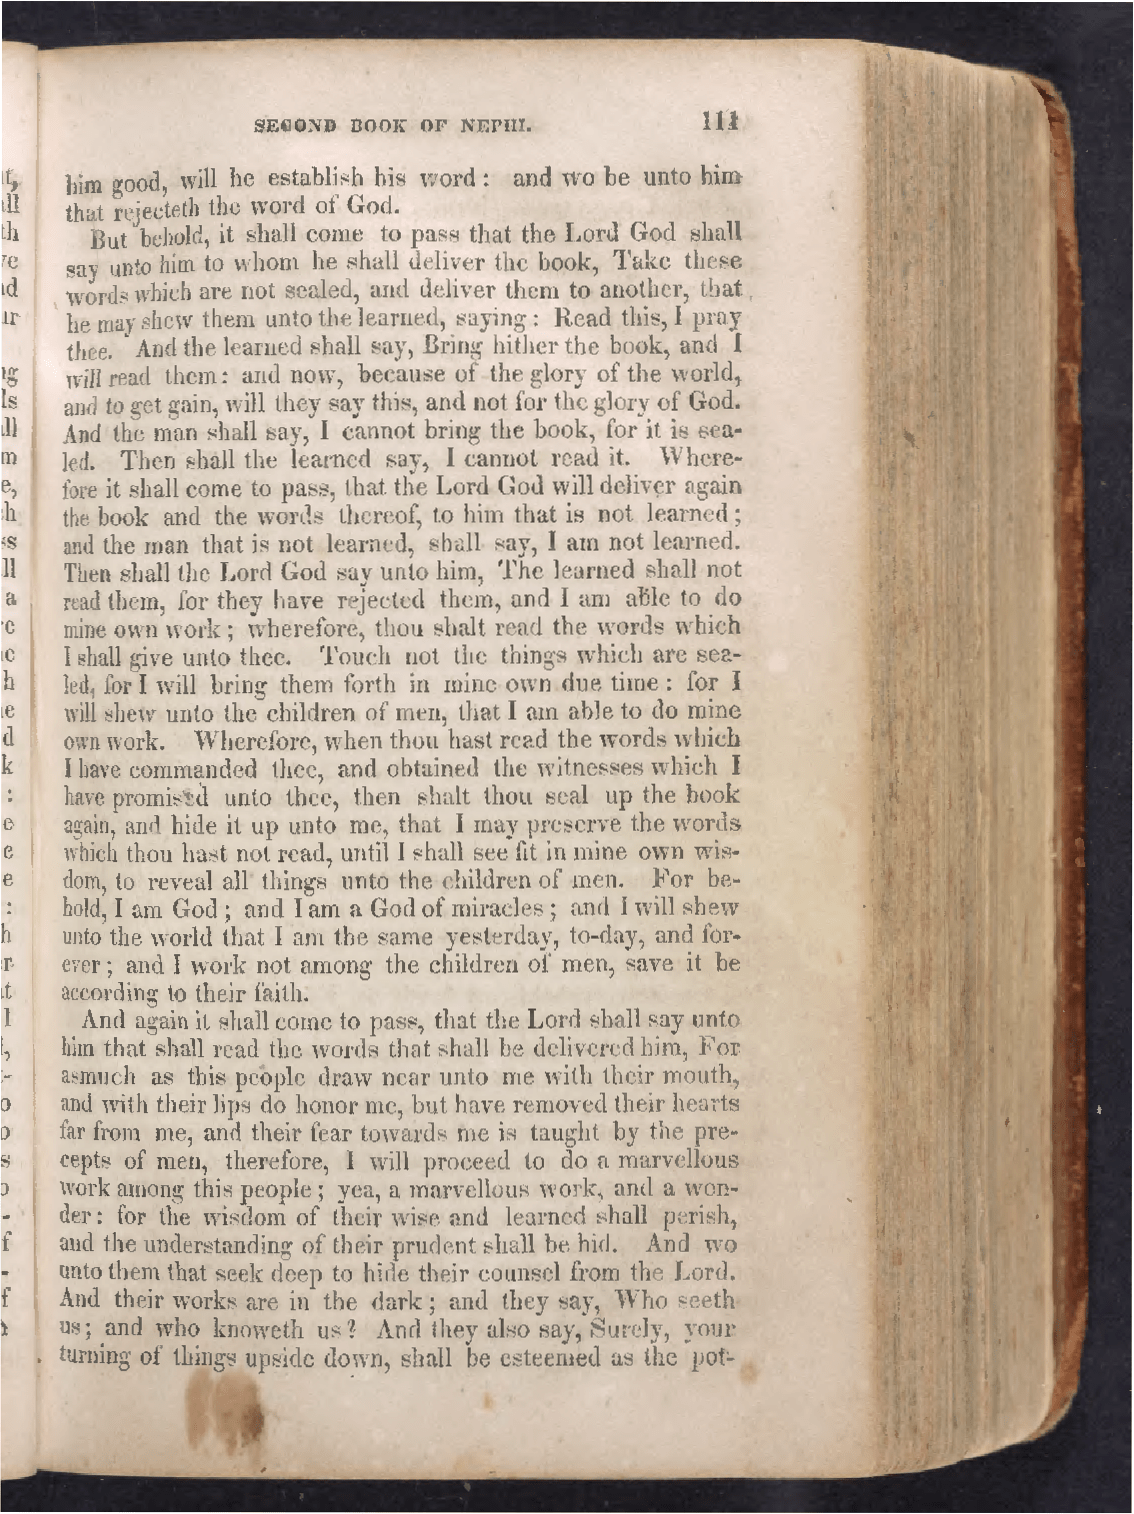 SECOND BOOK OF NEPHI. 111
him good, will he establish his word: and wo be unto him
that rejecteth the word of God.
But behold, it shall come to pass that the Lord God shall
say unto him to whom he shall deliver the book, Take these
words which are not sealed, and deliver them to another, that
he may shew them unto the learned, saying: Read this, I pray
thee. And the learned shall say, Bring hither the book, and I
will read them: and now, because of the glory of the world,
and to get gain, will they say this, and not for the glory of God.
And the man shall say, I cannot bring the book, for it is sea-
led. Then shall the learned say, I cannot read it. Where-
fore it shall come to pass, that the Lord God will deliver again
the book and the words thereof, to him that is not learned;
and the man that is not learned, shall say, I am not learned.
Then shall the Lord God say unto him, The learned shall not
read them, for they have rejected them, and I am able to do
mine own work; wherefore, thou shalt read the words which
I shall give unto thee. Touch not the things which are sea-
led, for I will bring them forth in mine own due time: for I
will shew unto the children of men, that I am able to do mine
own work. Wherefore, when thou hast read the words which
I have commanded thee, and obtained the witnesses which I
have promised unto thee, then shalt thou seal up the book
again, and hide it up unto me, that I may preserve the words
which thou hast not read, until I shall see fit in mine own wis-
dom, to reveal all things unto the children of men. For be-
hold, I am God; and I am a God of miracles; and I will shew
unto the world that I am the same yesterday, to-day, and for-
ever; and I work not among the children of men, save it be
according to their faith.
And again it shall come to pass, that the Lord shall say unto
him that shall read the words that shall be delivered him, For
asmuch as this people draw near unto me with their mouth,
and with their lips do honor me, but have removed their hearts
far from me, and their fear towards me is taught by the pre-
cepts of men, therefore, I will proceed to do a marvellous
work among this people; yea, a marvellous work, and a won-
der: for the wisdom of their wise and learned shall perish,
and the understanding of their prudent shall be hid. And wo
unto them that seek deep to hide their counsel from the Lord.
And their works are in the dark; and they say, Who seeth
us; and who knoweth us? And they also say, Surely, your
turning of things upside down, shall be esteemed as the pot-